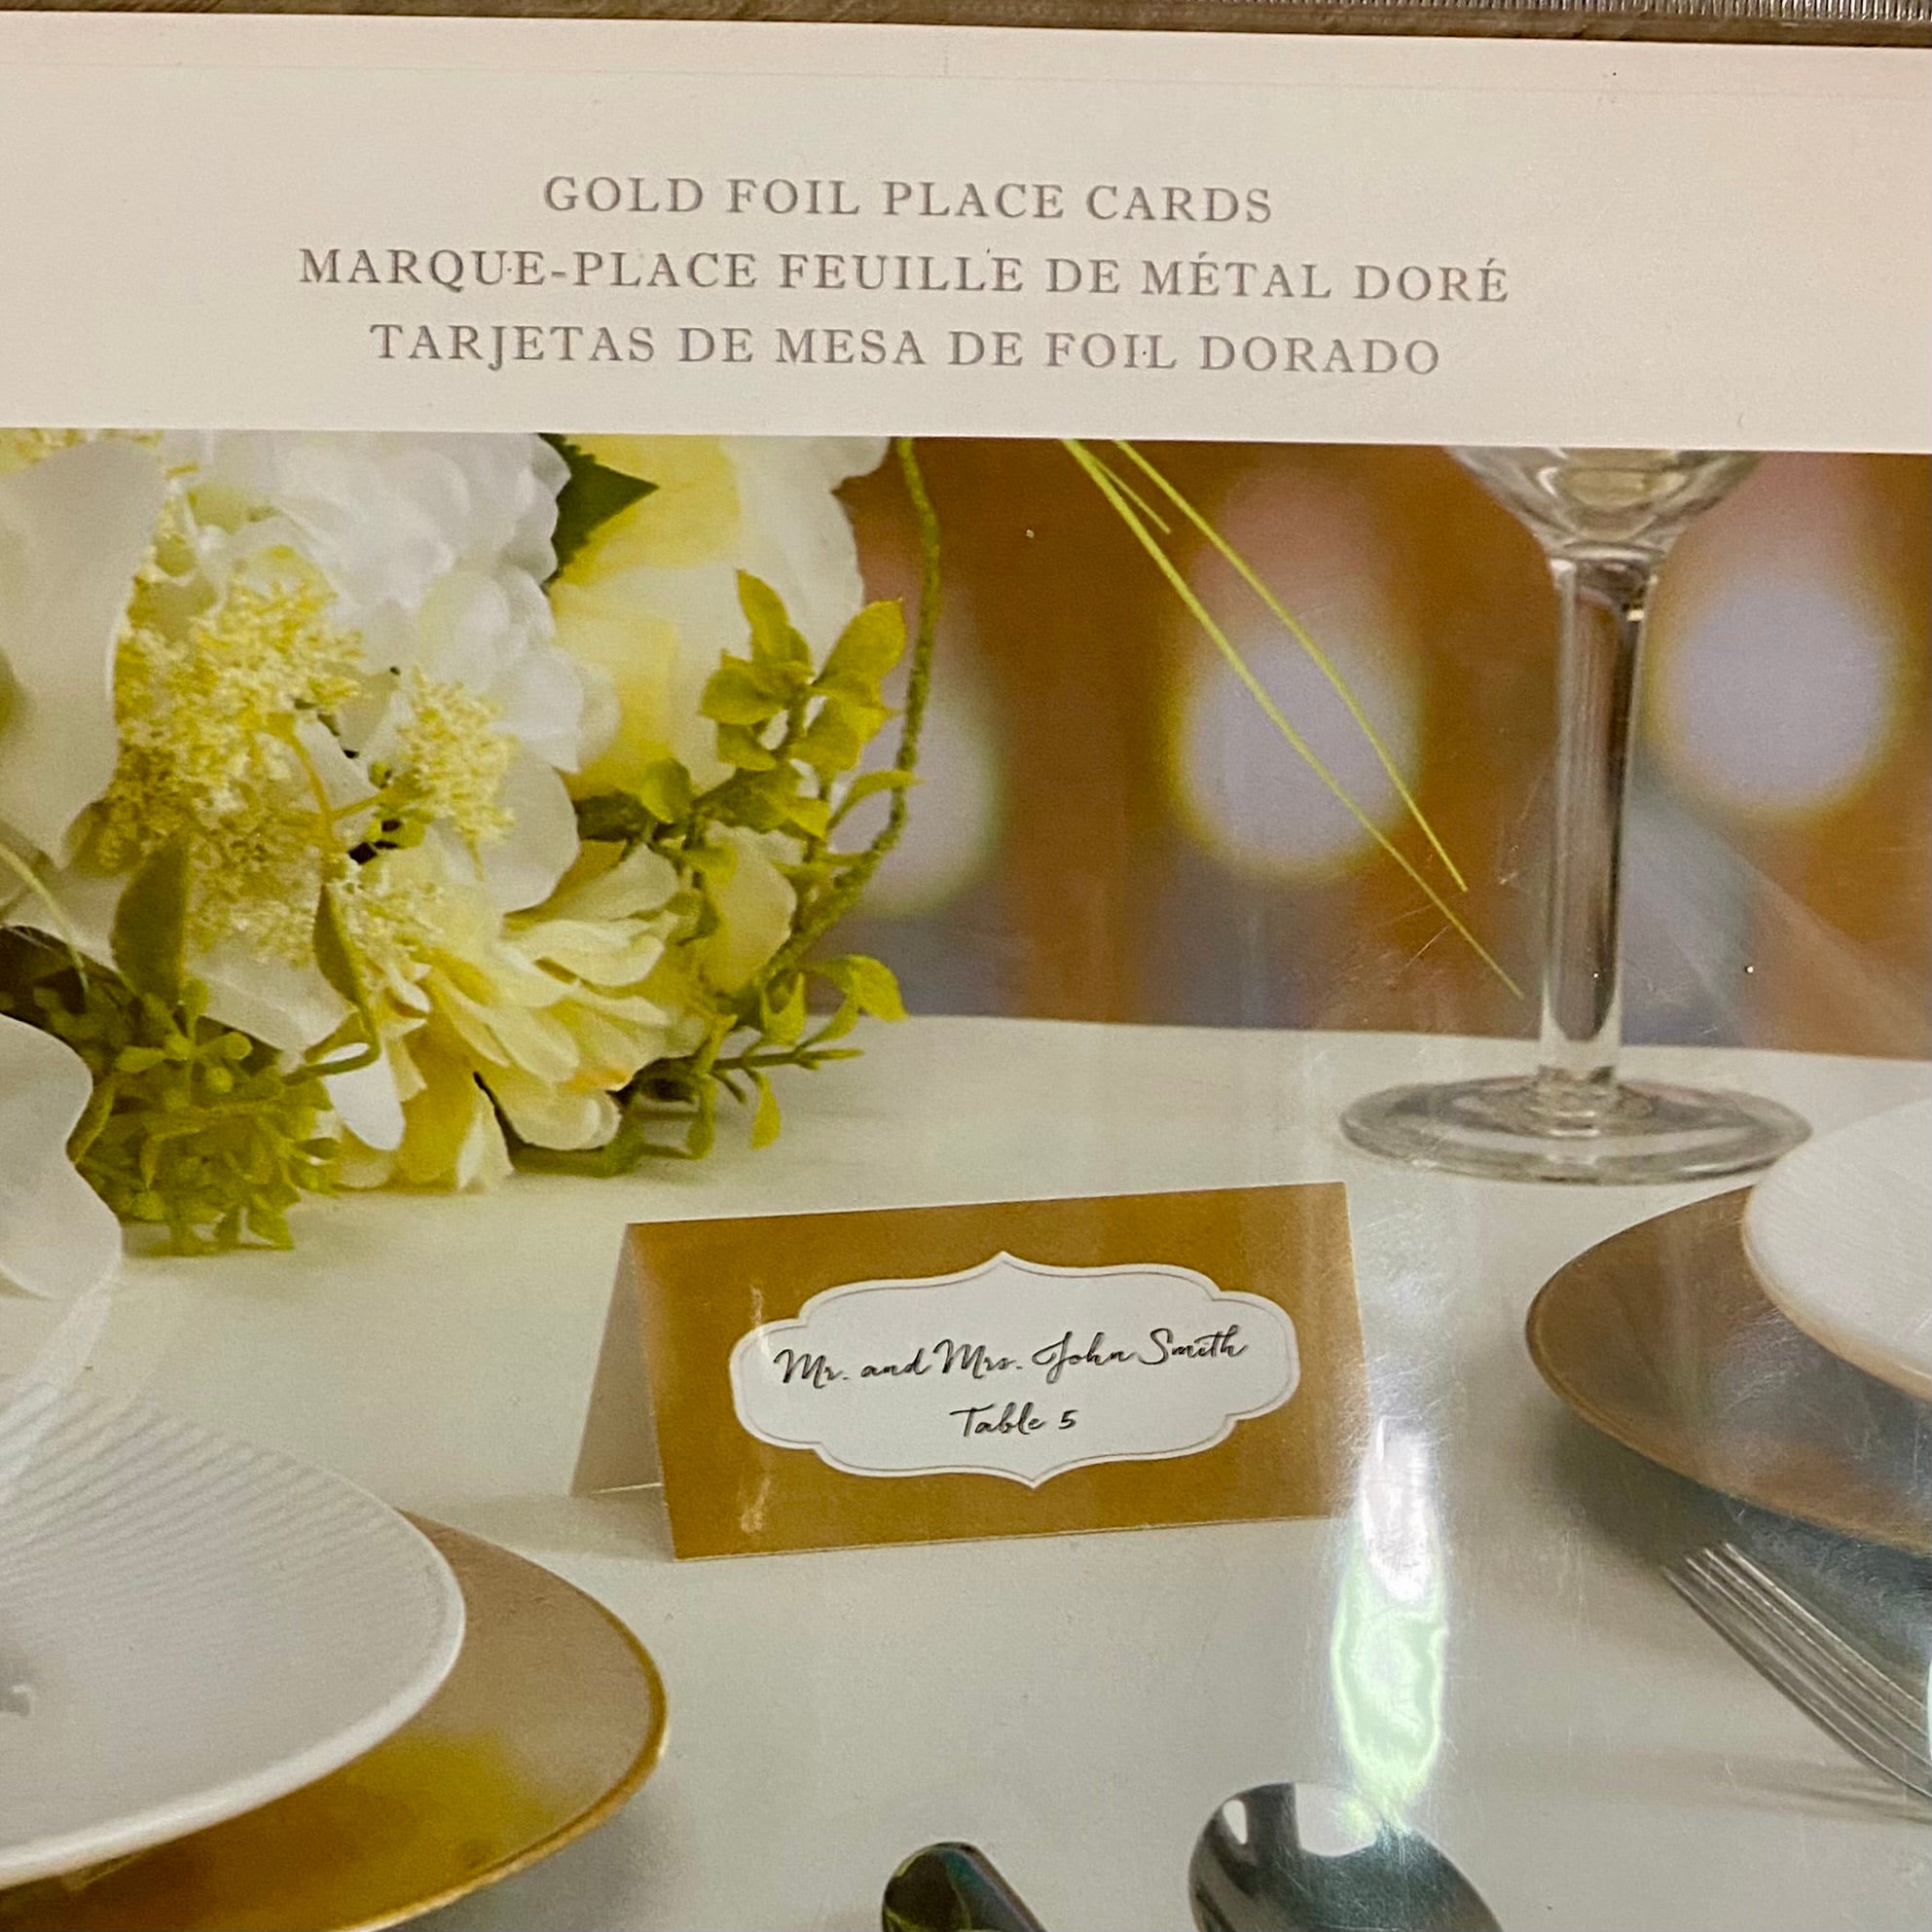 GOLD FOIL PLACE CARDS
MARQUE-PLACE FEUILLE DE MÉTAL DORÉ
TARJETAS DE MESA DE FOIL DORADO
Mr. and Mrs. John Smith
Table 5